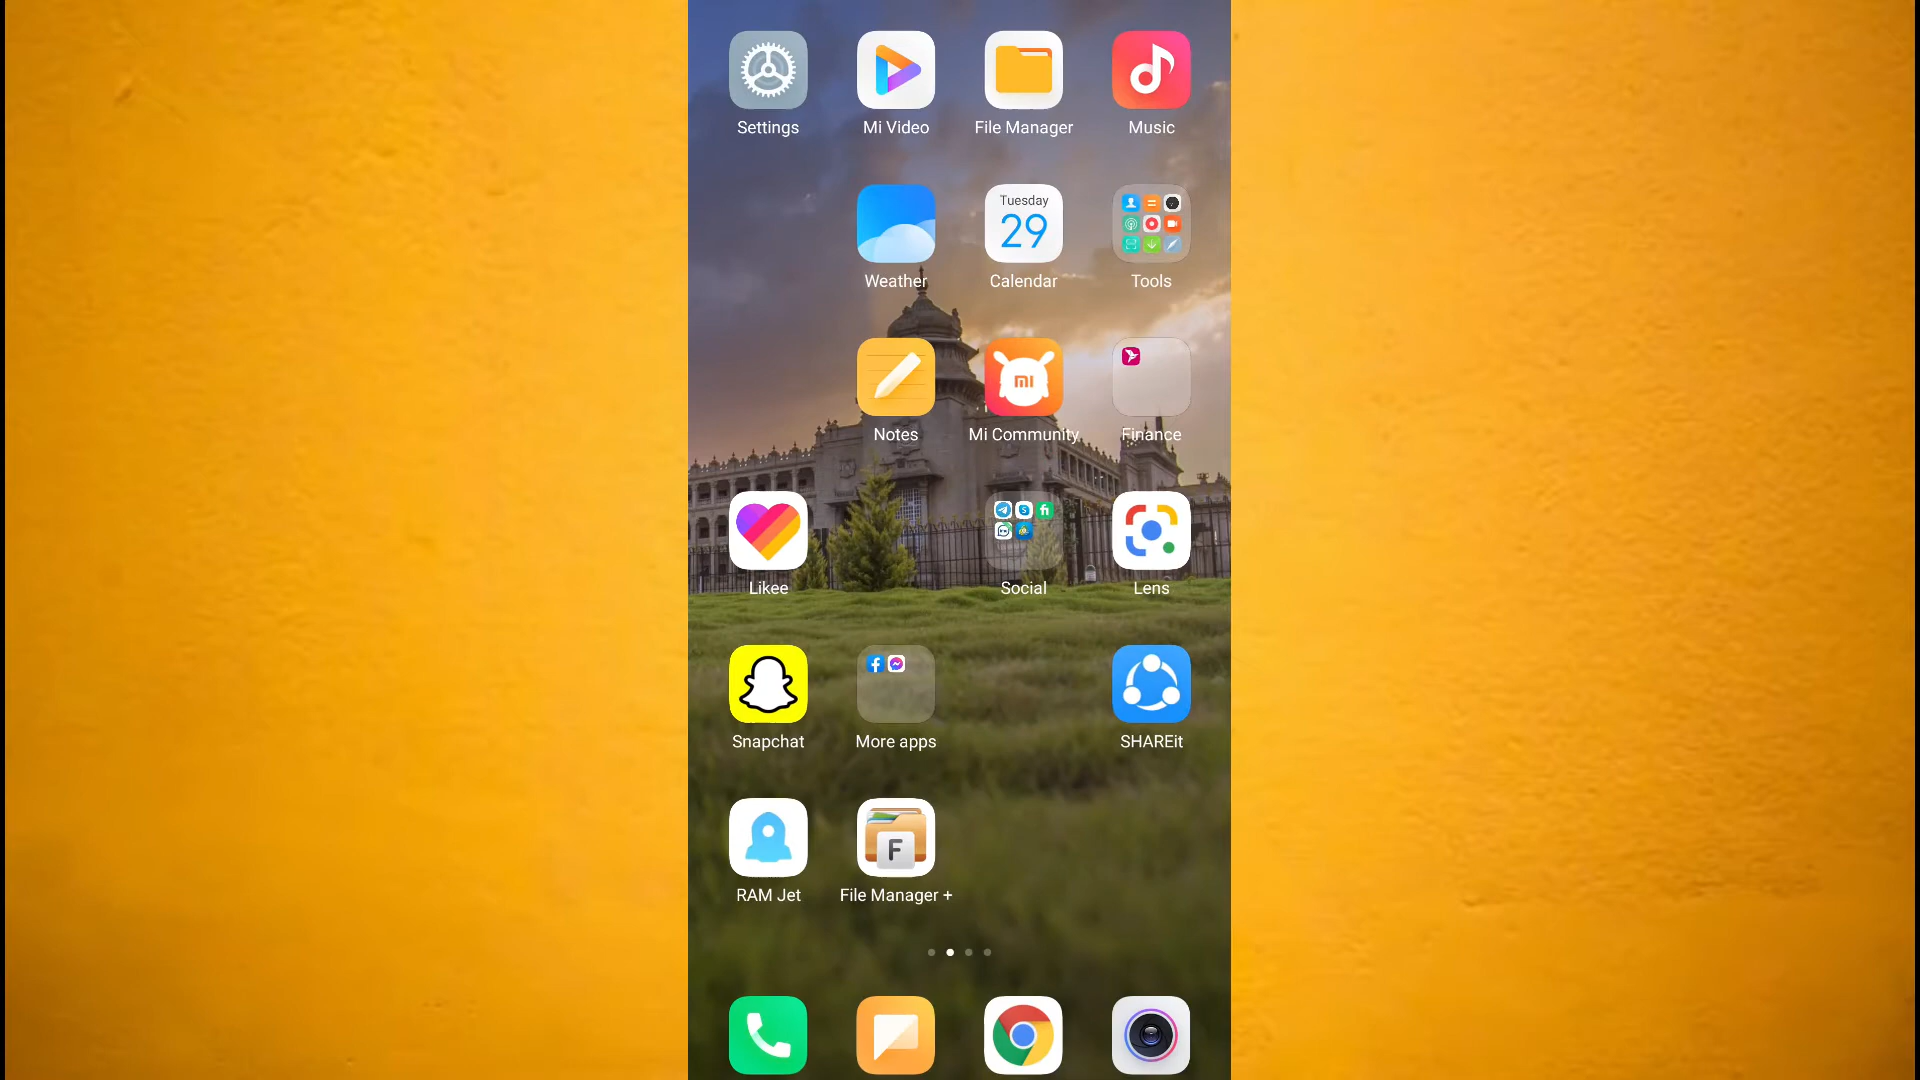 Settings
Mi Video
File Manager
Music
Weather
Tuesday
29
Calendar
Tools
Notes
mi
Mi Community
Finance
Likee
Social
Lens
Snapchat
More apps
SHAREit
RAM Jet
F
File Manager +